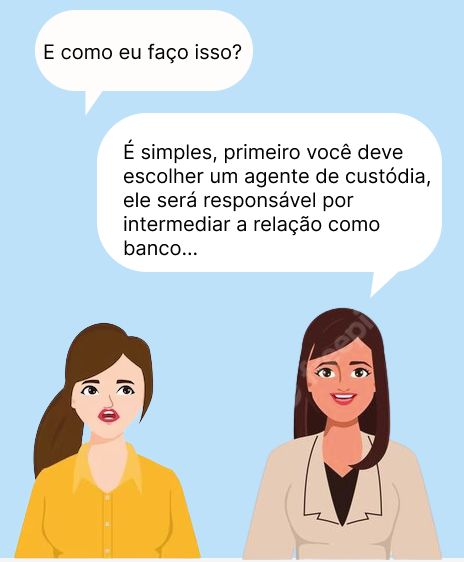 E como eu faço isso?
É simples, primeiro você deve
escolher um agente de custódia,
ele será responsável por
intermediar a relação como
banco...